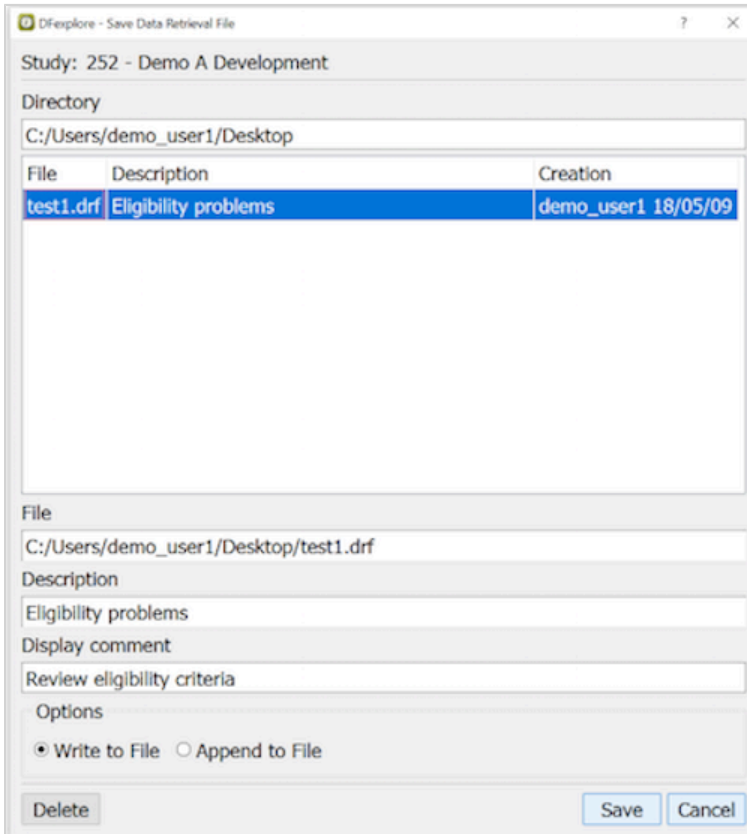 DFexplore - Save Data Retrieval File ? ×
Study: 252 - Demo A Development
Directory
C:/Users/demo_user1/Desktop
File Description Creation
test1.drf Eligibility problems demo_user1 18/05/09
File
C:/Users/demo_user1/Desktop/test1.drf
Description
Eligibility problems
Display comment
Review eligibility criteria
Options
Write to File Append to File
Delete Save Cancel